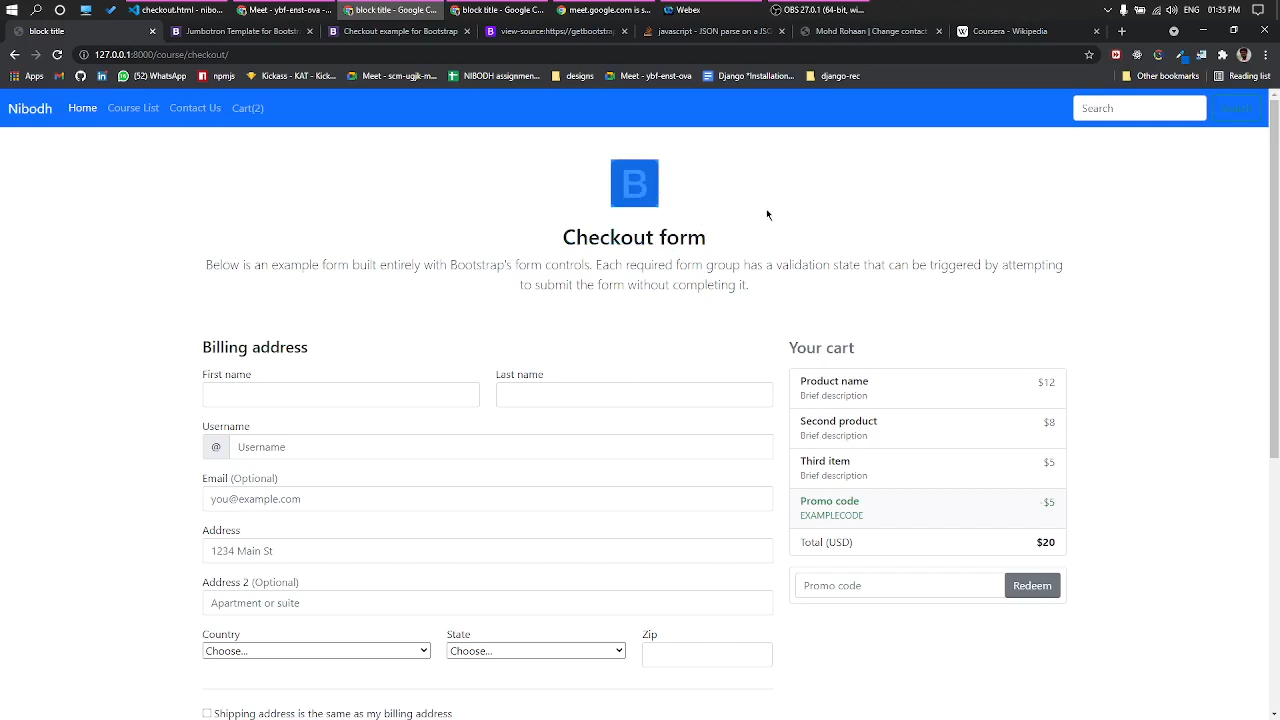 checkout.html - nibo...
Meet - ybf-enst-ova ...
block title - Google C...
block title - Google C...
meet.google.com is s...
Webex
OBS 27.0.1 (64-bit, wi...
ENG
01:35 PM
block title
Jumbotron Template for Bootstr
Checkout example for Bootstrap
view-source:https://getbootstra
javascript - JSON parse on a JSO
Mohd Rohaan | Change contact
Coursera - Wikipedia
127.0.0.1:8000/course/checkout/
Apps
(52) WhatsApp
npmjs
Kickass - KAT - Kick...
Meet - scm-ugjk-n...
NIBODH assignmen...
designs
Meet - ybf-enst-ova
Django *Installation...
django-rec
Other bookmarks
Reading list
Nibodh
Home
Course List
Contact Us
Cart(2)
Search
B
Checkout form
Below is an example form built entirely with Bootstrap's form controls. Each required form group has a validation state that can be triggered by attempting
to submit the form without completing it.
Billing address
First name
Last name
Username
@ Username
Email (Optional)
you@example.com
Address
1234 Main St
Address 2 (Optional)
Apartment or suite
Country
State
Zip
Choose...
Choose...
Shipping address is the same as my billing address
Your cart
Product name $12
Brief description
Second product $8
Brief description
Third item $5
Brief description
Promo code -$5
EXAMPLECODE
Total (USD) $20
Promo code
Redeem